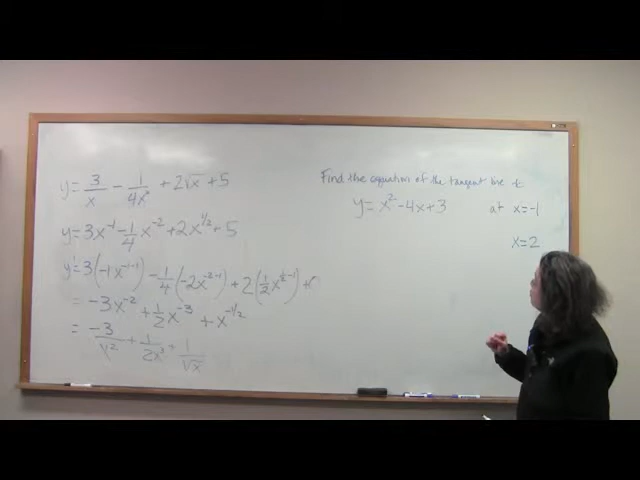 y = 3/x - 1/4x² + 2√x + 5
y = 3x^-1 - 1/4 x^-2 + 2x^1/2 + 5
y' = 3(-1x^-1-1) - 1/4(-2x^-2-1) + 2(1/2 x^1/2-1) +
= -3x^-2 + 1/2 x^-3 + x^-1/2
= -3/x² + 1/2x³ + 1/√x
Find the equation of the tangent line to
y = x² - 4x + 3 at x = -1
x = 2